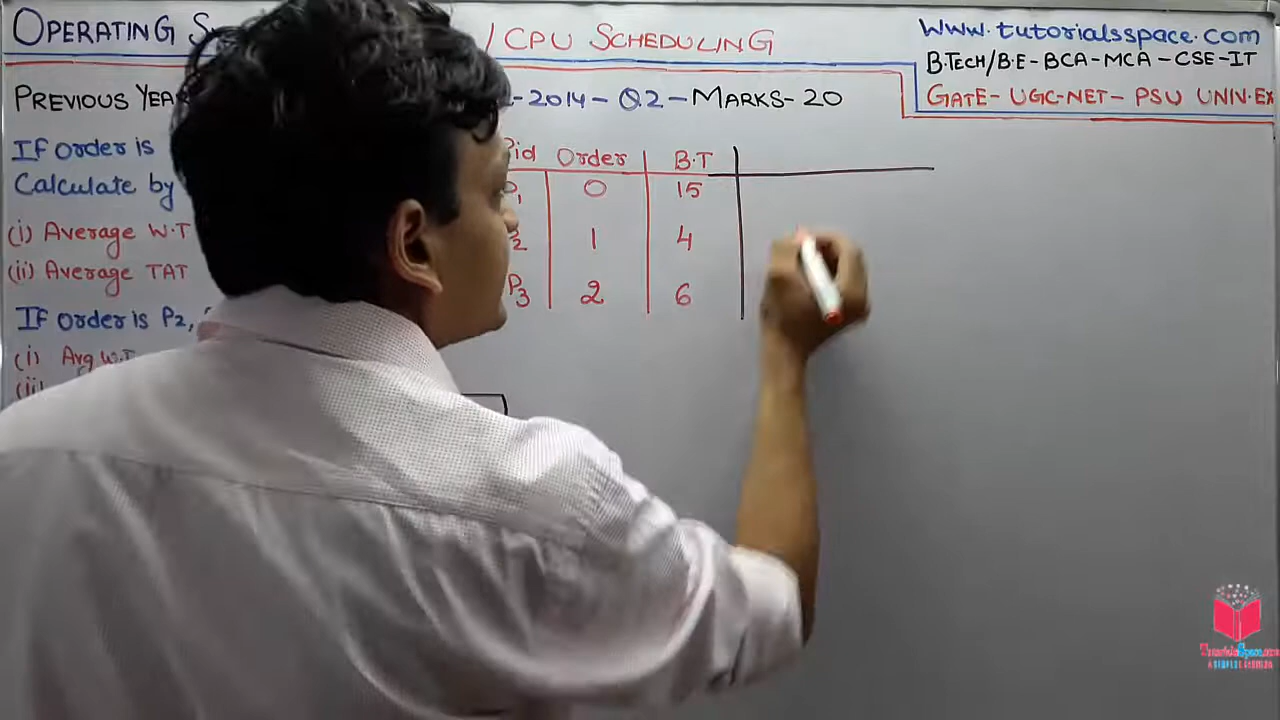 OPERATING S / CPU SCHEDULING
www.tutorialsspace.com
B.TECH/B.E-BCA-MCA-CSE-IT
GATE- UGC-NET- PSU UNIV. EX
PREVIOUS YEA -2014-Q.2-MARKS-20
If order is
Calculate by
(i) Average W.T
(ii) Average TAT
If order is P2,
(i) Avg W.T
(ii)
Pid Order B.T
P1 0 15
2 1 4
P3 2 6